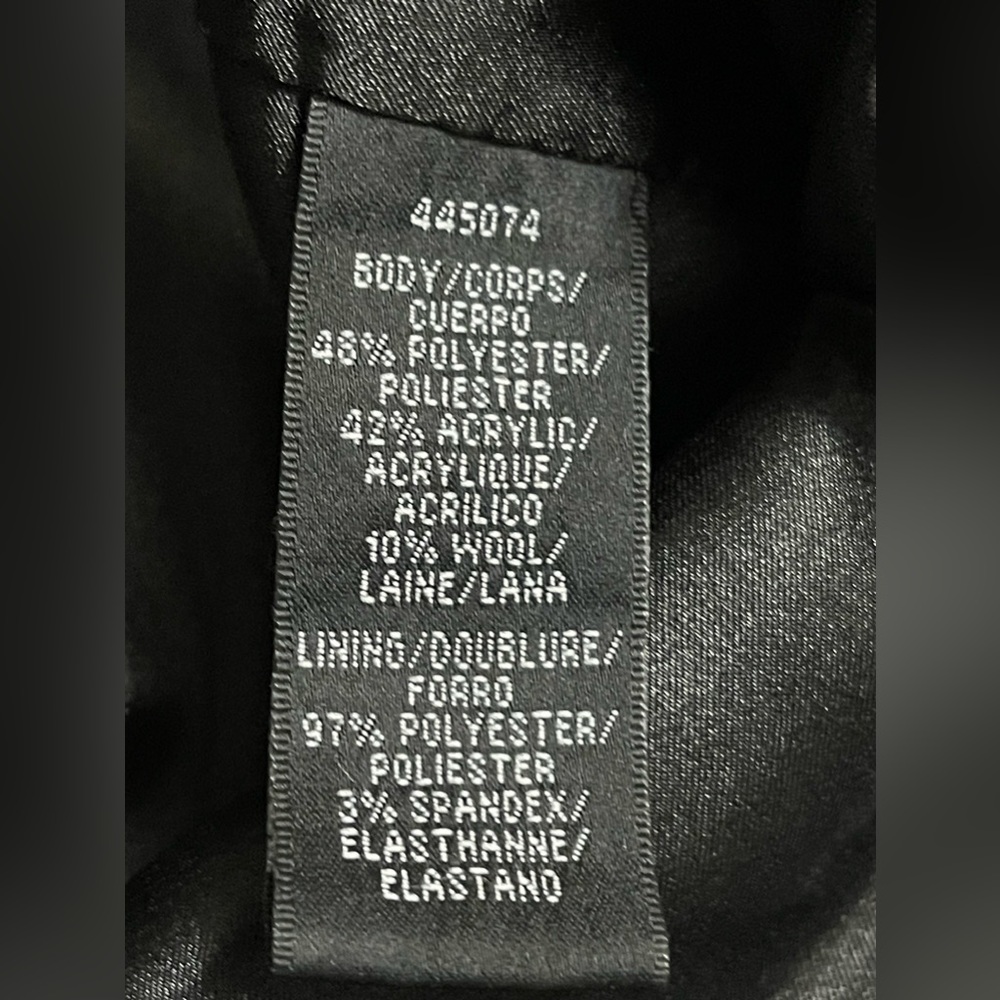 445074
BODY/CORPS/
CUERPO
48% POLYESTER/
POLIESTER
42% ACRYLIC/
ACRYLIQUE/
ACRILICO
10% WOOL/
LAINE/LANA
LINING/DOUBLURE/
FORRO
97% POLYESTER/
POLIESTER
3% SPANDEX/
ELASTHANNE/
ELASTANO